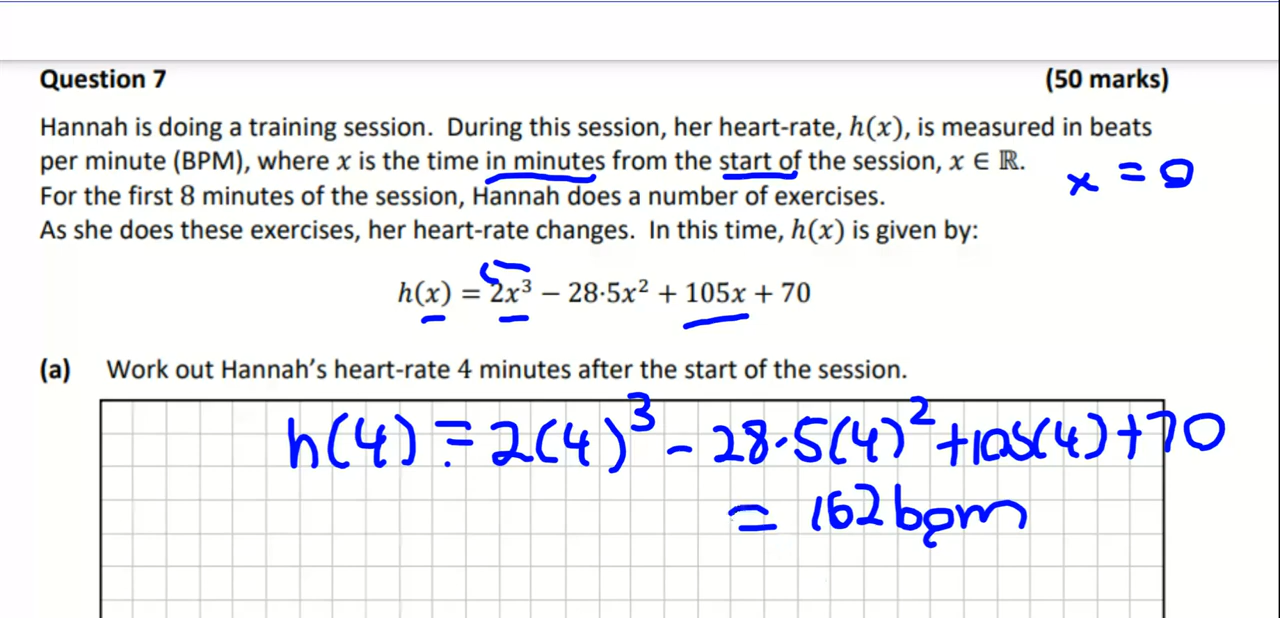 Question 7 (50 marks)
Hannah is doing a training session. During this session, her heart-rate, h(x), is measured in beats
per minute (BPM), where x is the time in minutes from the start of the session, x ∈ ℝ.
x = 0
For the first 8 minutes of the session, Hannah does a number of exercises.
As she does these exercises, her heart-rate changes. In this time, h(x) is given by:
h(x) = 2x³ − 28·5x² + 105x + 70
(a) Work out Hannah's heart-rate 4 minutes after the start of the session.
h(4) = 2(4)³ - 28.5(4)² + 105(4) + 70
= 162 bpm